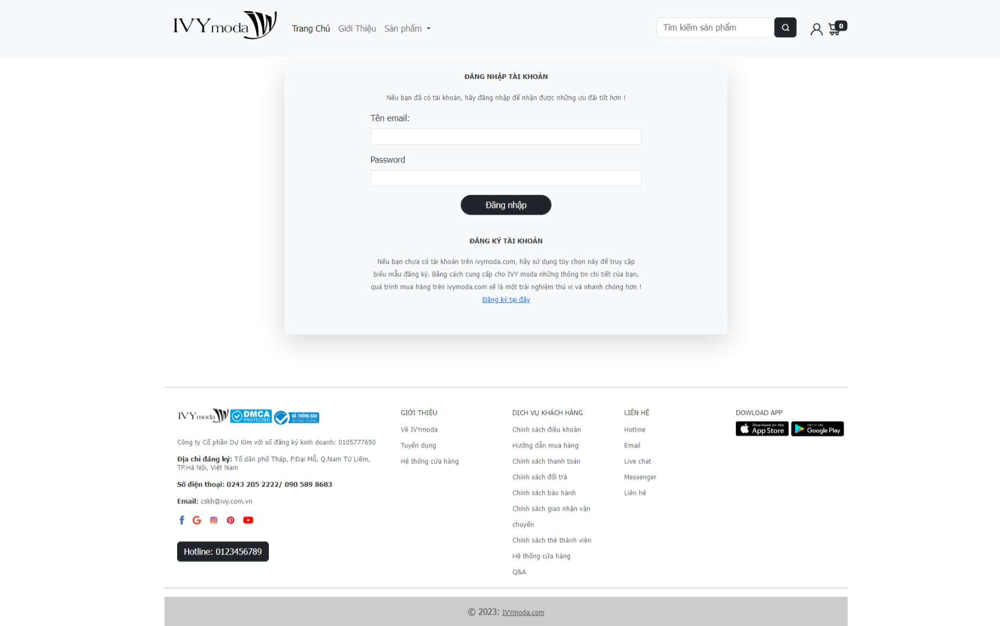 IVY moda
Trang Chủ
Giới Thiệu
Sản phẩm
Tìm kiếm sản phẩm
0
ĐĂNG NHẬP TÀI KHOẢN
Nếu bạn đã có tài khoản, hãy đăng nhập để nhận được những ưu đãi tốt hơn !
Tên email:
Password
Đăng nhập
ĐĂNG KÝ TÀI KHOẢN
Nếu bạn chưa có tài khoản trên ivymoda.com, hãy sử dụng tùy chọn này để truy cập
biểu mẫu đăng ký. Bằng cách cung cấp cho IVY moda những thông tin chi tiết của bạn,
quá trình mua hàng trên ivymoda.com sẽ là một trải nghiệm thú vị và nhanh chóng hơn !
Đăng ký tại đây
IVY moda
DMCA
PROTECTED
ĐÃ THÔNG BÁO
BỘ CÔNG THƯƠNG
Công ty Cổ phần Dự Kim với số đăng ký kinh doanh: 0105777650
Địa chỉ đăng ký: Tổ dân phố Tháp, P.Đại Mỗ, Q.Nam Từ Liêm,
TP.Hà Nội, Việt Nam
Số điện thoại: 0243 205 2222/ 090 589 8683
Email: cskh@ivy.com.vn
Hotline: 0123456789
GIỚI THIỆU
Về IVYmoda
Tuyển dụng
Hệ thống cửa hàng
DỊCH VỤ KHÁCH HÀNG
Chính sách điều khoản
Hướng dẫn mua hàng
Chính sách thanh toán
Chính sách đổi trả
Chính sách bảo hành
Chính sách giao nhận vận
chuyển
Chính sách thẻ thành viên
Hệ thống cửa hàng
Q&A
LIÊN HỆ
Hotline
Email
Live chat
Messenger
Liên hệ
DOWLOAD APP
Download on the
App Store
GET IT ON
Google Play
© 2023: IVYmoda.com